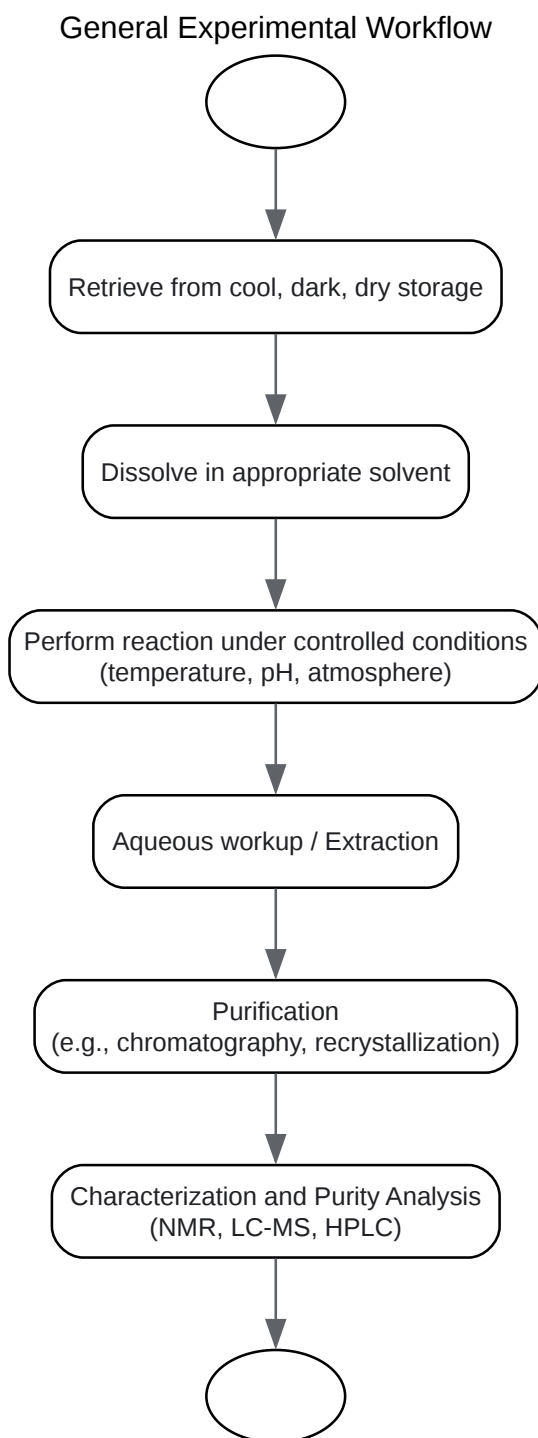 General Experimental Workflow
Retrieve from cool, dark, dry storage
Dissolve in appropriate solvent
Perform reaction under controlled conditions
(temperature, pH, atmosphere)
Aqueous workup / Extraction
Purification
(e.g., chromatography, recrystallization)
Characterization and Purity Analysis
(NMR, LC-MS, HPLC)